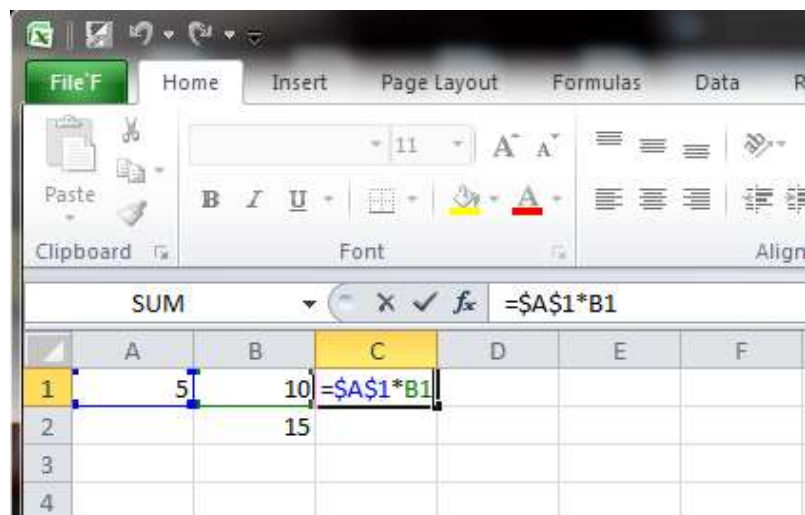 File`F Home Insert Page Layout Formulas Data R
11 A A
Paste B I U A
Clipboard Font Align
SUM fx =$A$1*B1
A B C D E F
1 5 10 =$A$1*B1
2 15
3
4